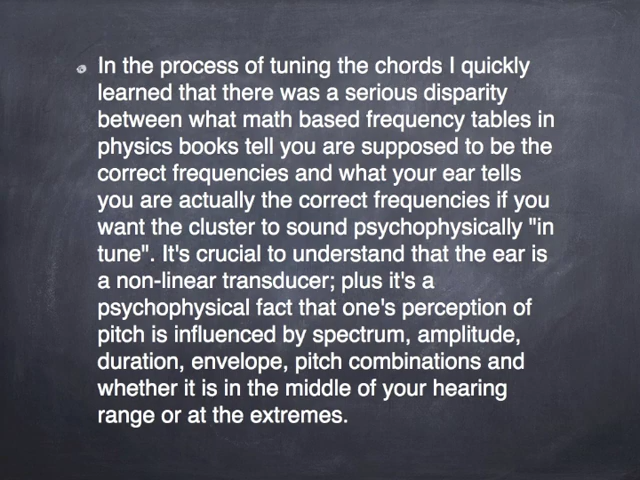 In the process of tuning the chords I quickly
learned that there was a serious disparity
between what math based frequency tables in
physics books tell you are supposed to be the
correct frequencies and what your ear tells
you are actually the correct frequencies if you
want the cluster to sound psychophysically "in
tune". It's crucial to understand that the ear is
a non-linear transducer; plus it's a
psychophysical fact that one's perception of
pitch is influenced by spectrum, amplitude,
duration, envelope, pitch combinations and
whether it is in the middle of your hearing
range or at the extremes.